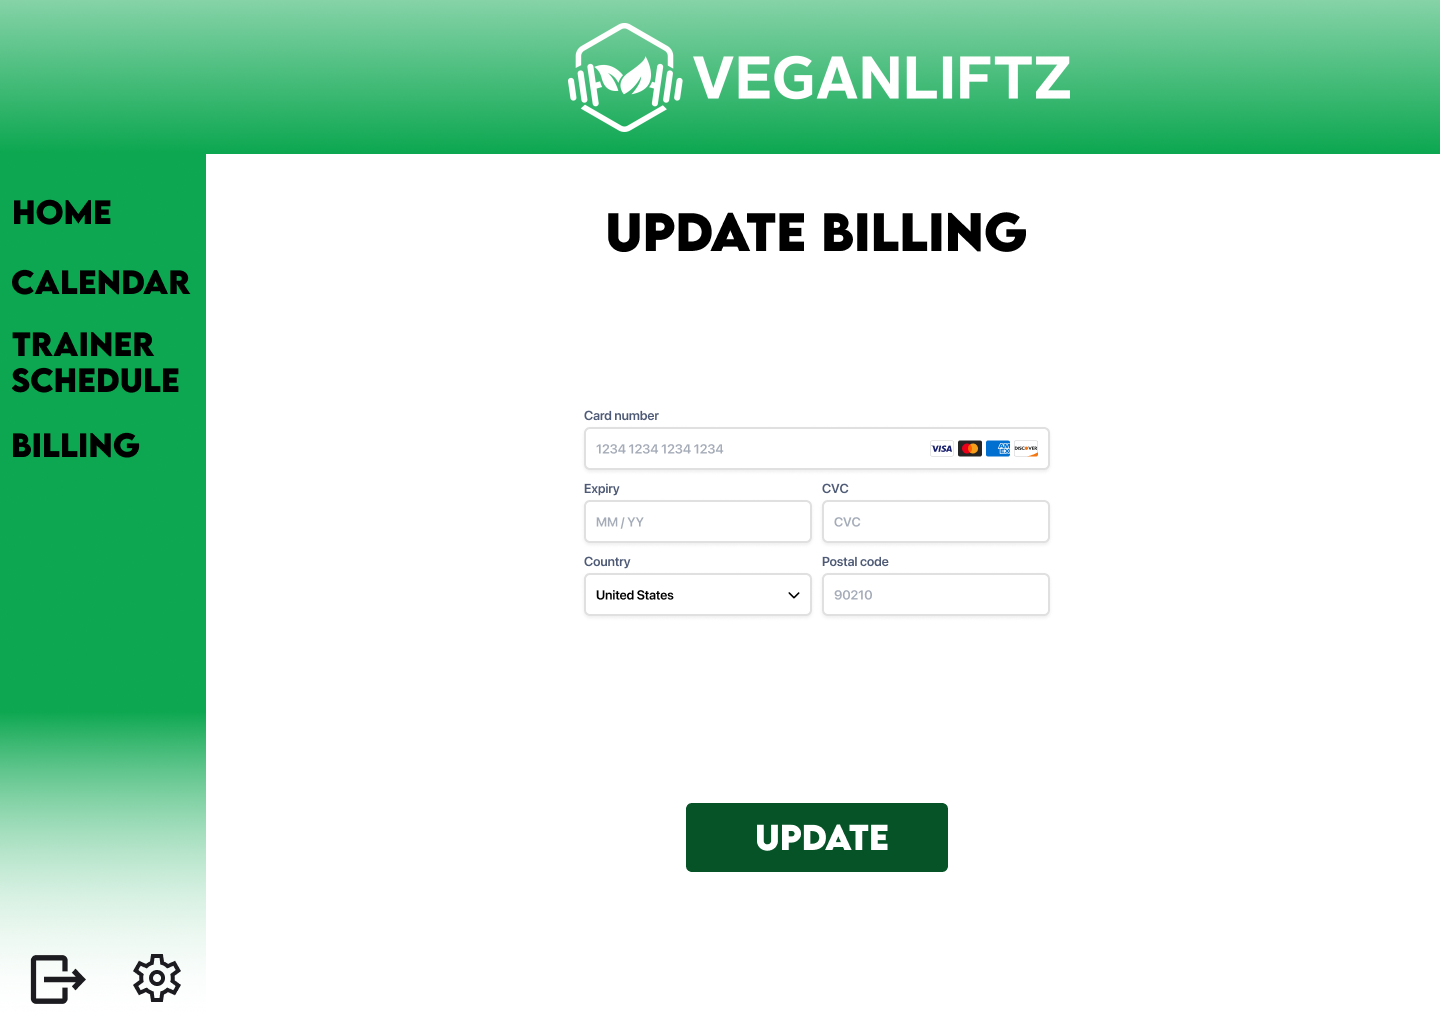 VEGANLIFTZ
HOME
CALENDAR
TRAINER
SCHEDULE
BILLING
UPDATE BILLING
Card number
1234 1234 1234 1234 VISA AMEX DISCOVER
Expiry CVC
MM / YY CVC
Country Postal code
United States 90210
UPDATE